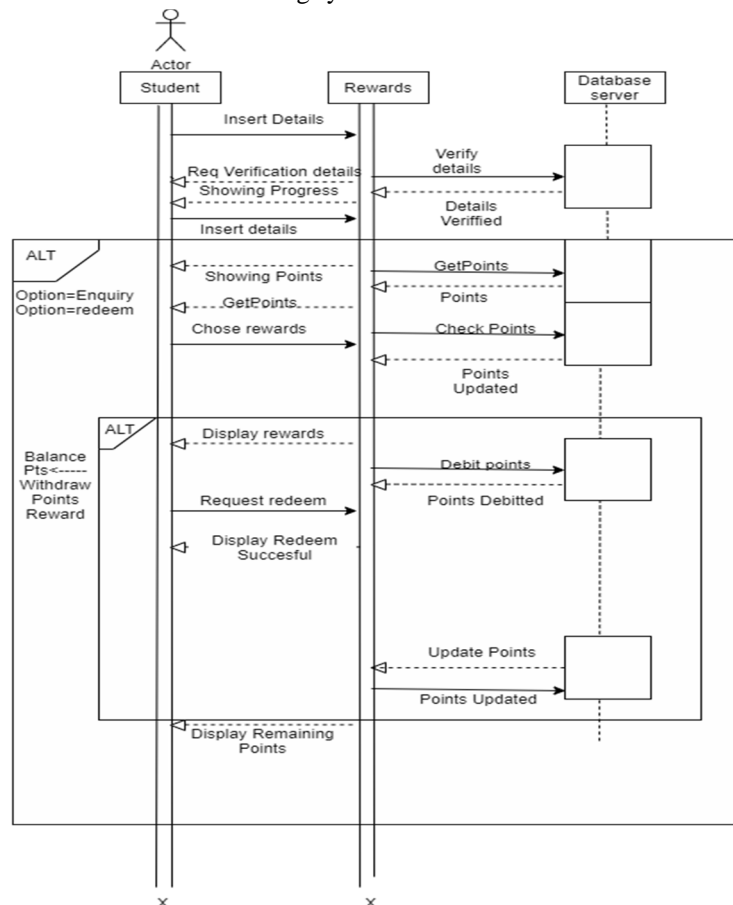 Actor
Student
Rewards
Database
server
Insert Details
Verify
details
Req Verification details
Showing Progress
Details
Veriffied
Insert details
ALT
GetPoints
Showing Points
Points
Option=Enquiry
Option=redeem
GetPoints
Chose rewards
Check Points
Points
Updated
ALT
Display rewards
Balance
Pts<-----
Withdraw
Points
Reward
Debit points
Request redeem
Points Debitted
Display Redeem
Succesful
Update Points
Points Updated
Display Remaining
Points
X
X